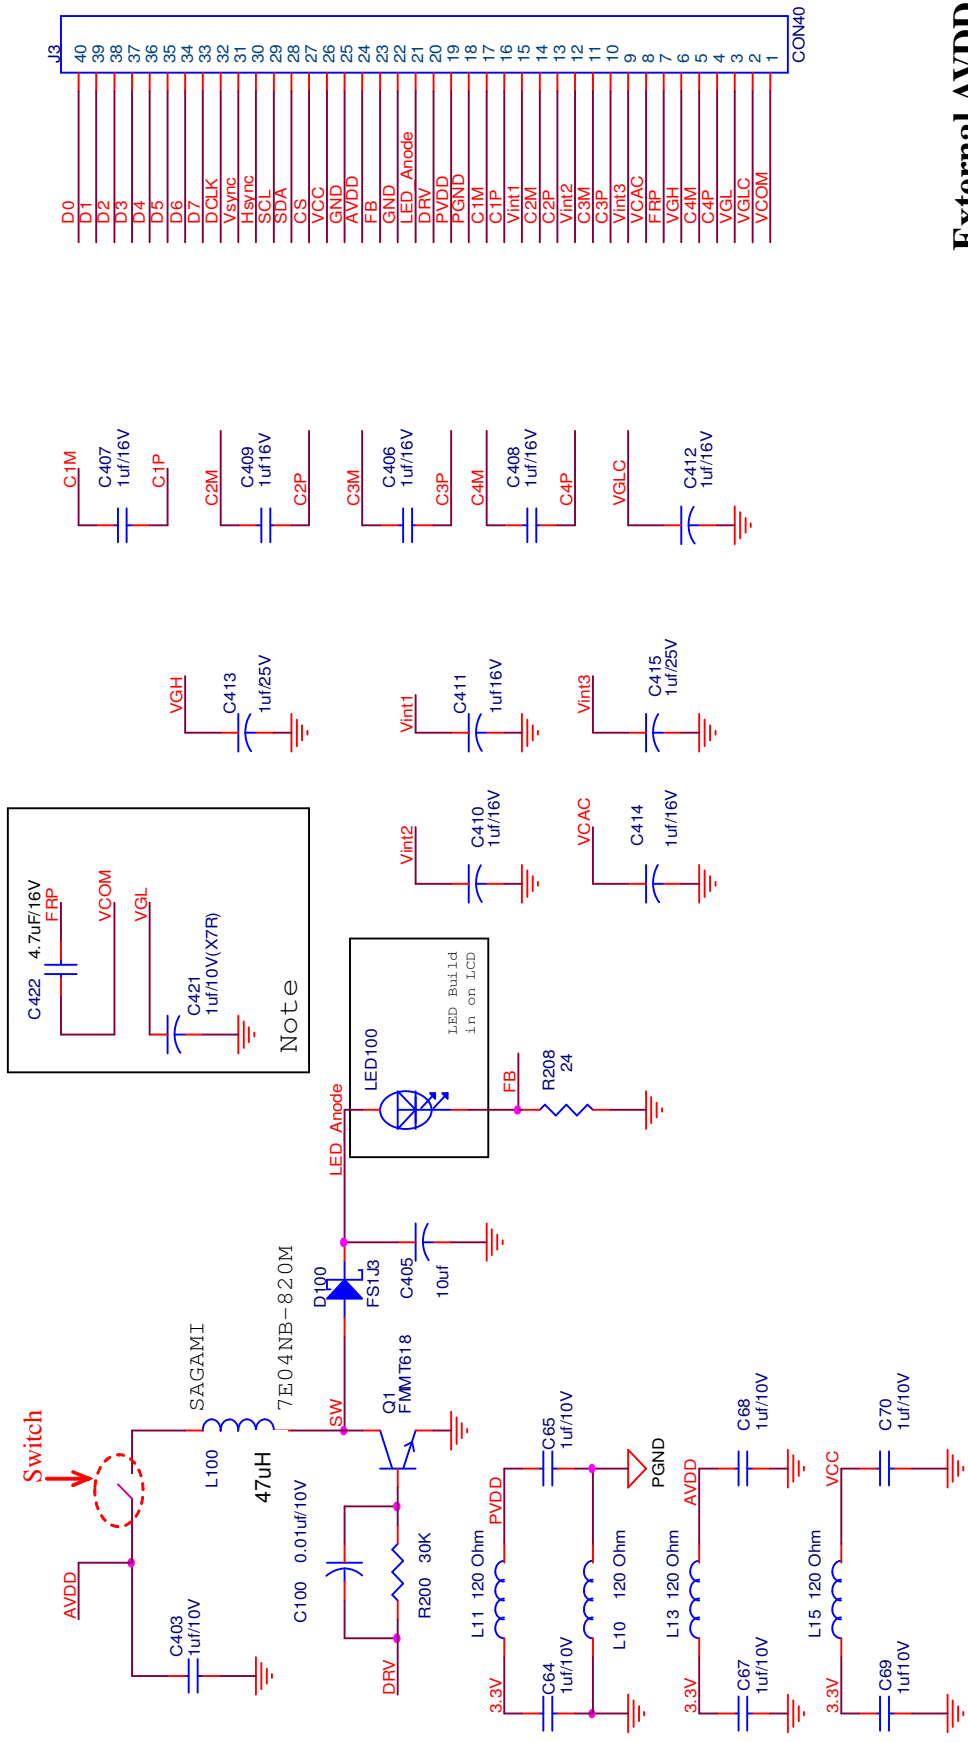 J3
40
39
38
37
36
35
34
33
32
31
30
29
28
27
26
25
24
23
22
21
20
19
18
17
16
15
14
13
12
11
10
9
8
7
6
5
4
3
2
1
CON40
D0
D1
D2
D3
D4
D5
D6
D7
DCLK
Vsync
Hsync
SCL
SDA
CS
VCC
GND
AVDD
FB
GND
LED Anode
DRV
PVDD
PGND
C1M
C1P
Vint1
C2M
C2P
Vint2
C3M
C3P
Vint3
VCAC
FRP
VGH
C4M
C4P
VGL
VGLC
VCOM
External AVDD
C1M
C407
1uf/16V
C1P
C2M
C409
1uf16V
C2P
C3M
C406
1uf/16V
C3P
C4M
C408
1uf/16V
C4P
VGLC
C412
1uf/16V
VGH
C413
1uf/25V
Vint1
C411
1uf16V
Vint3
C415
1uf/25V
Vint2
C410
1uf/16V
VCAC
C414
1uf/16V
C422 4.7uF/16V
FRP
VCOM
VGL
C421
1uf/10V(X7R)
Note
LED Anode
LED100
LED Build
in on LCD
FB
R208
24
Switch
SAGAMI
7E04NB-820M
L100
47uH
AVDD
C403
1uf/10V
SW
D100
FS1J3
C405
10uf
Q1
FMMT618
C100 0.01uf/10V
R200 30K
DRV
PVDD
C65
1uf/10V
L11 120 Ohm
3.3V
C64
1uf/10V
L10 120 Ohm
PGND
AVDD
C68
1uf/10V
L13 120 Ohm
3.3V
C67
1uf/10V
VCC
C70
1uf/10V
L15 120 Ohm
3.3V
C69
1uf10V